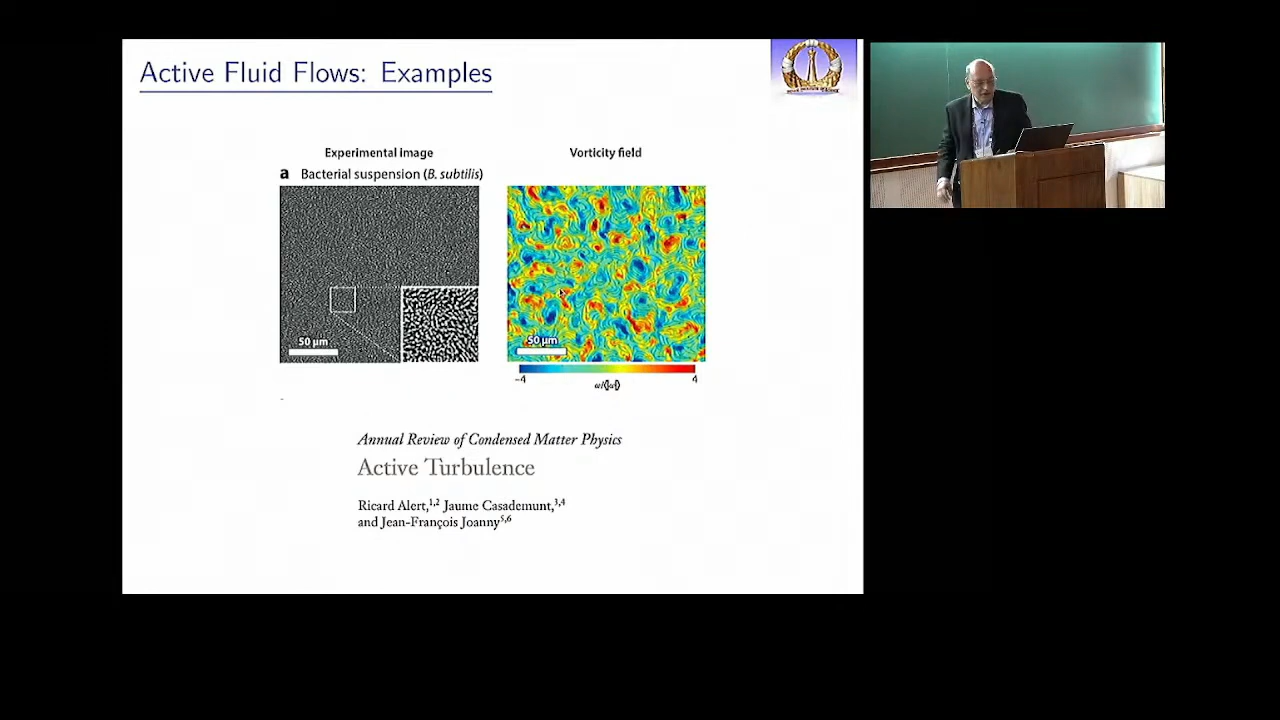 Active Fluid Flows: Examples
Experimental image
Vorticity field
a Bacterial suspension (B. subtilis)
50 μm
50 μm
-4
4
Annual Review of Condensed Matter Physics
Active Turbulence
Ricard Alert,1,2 Jaume Casademunt,3,4
and Jean-François Joanny5,6